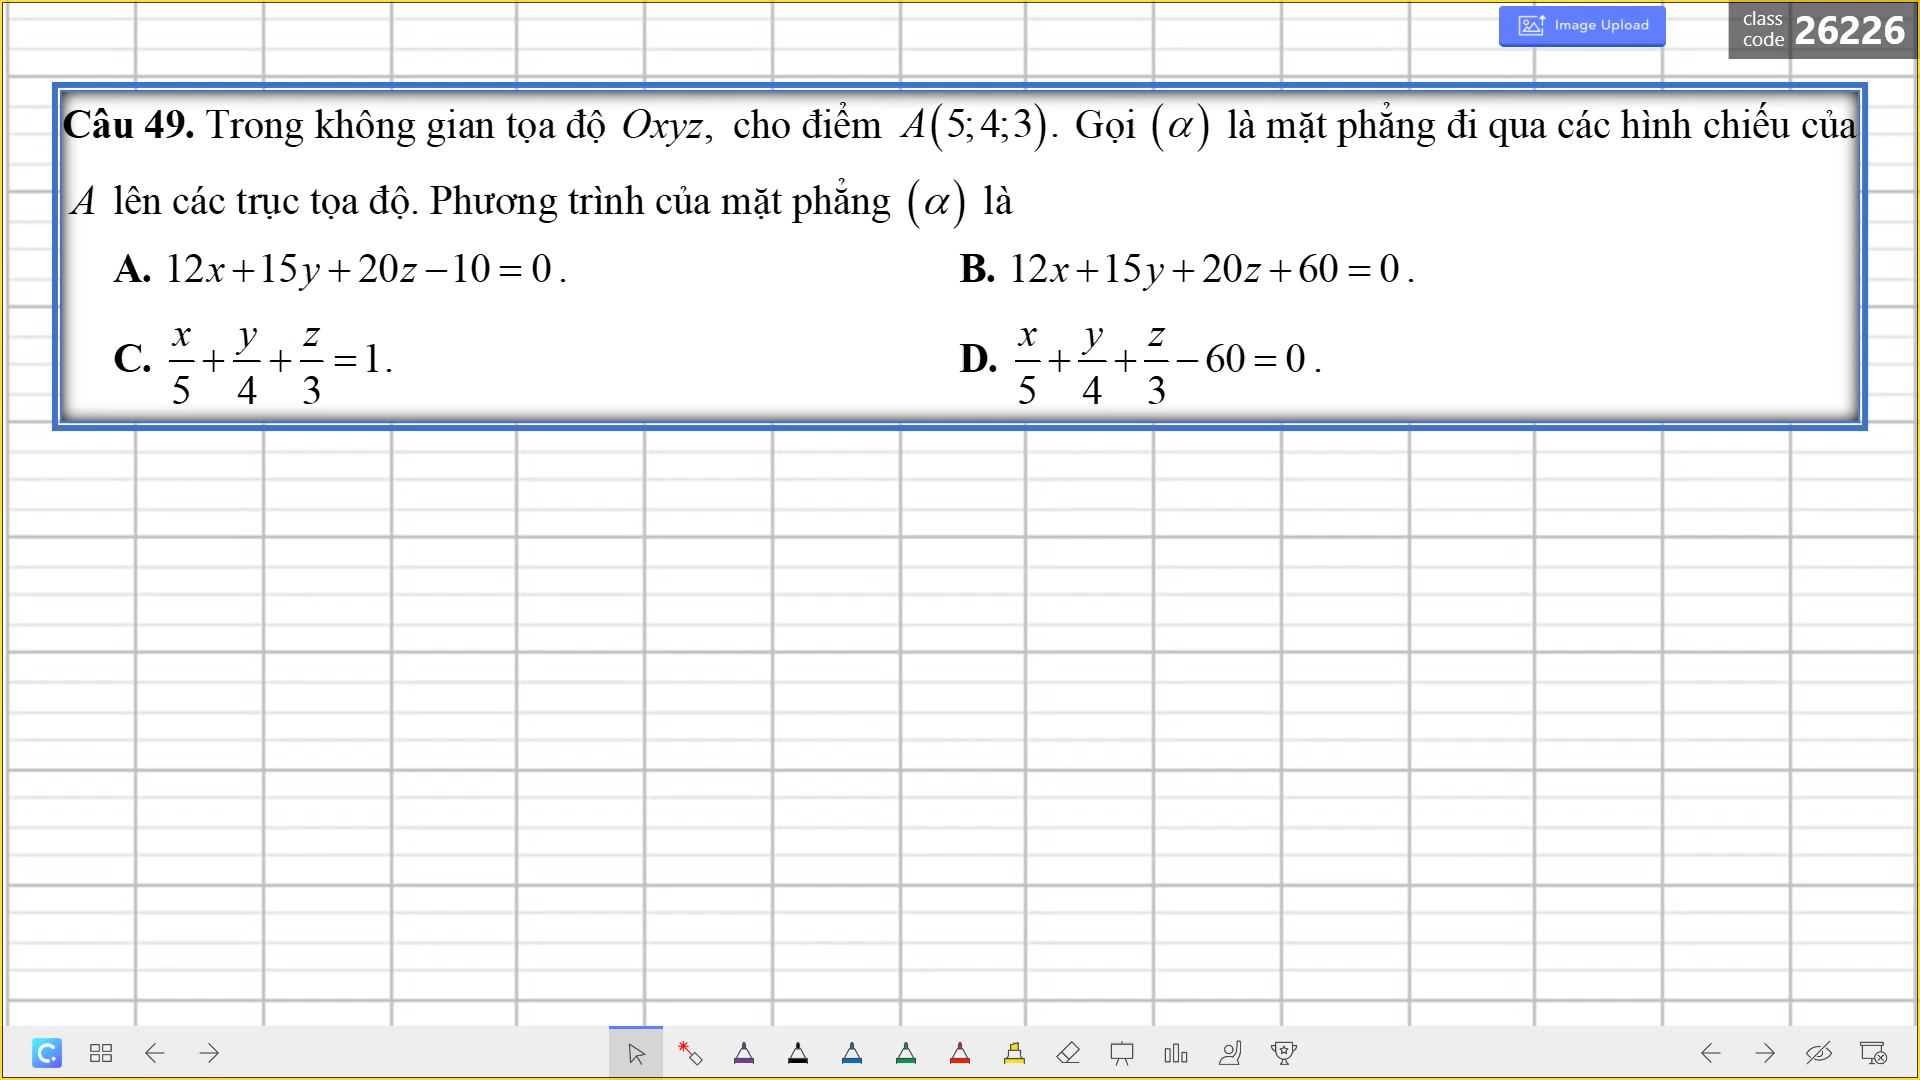 Image Upload
class code 26226
Câu 49. Trong không gian tọa độ Oxyz, cho điểm A(5;4;3). Gọi (α) là mặt phẳng đi qua các hình chiếu của
A lên các trục tọa độ. Phương trình của mặt phẳng (α) là
A. 12x+15y+20z−10=0. B. 12x+15y+20z+60=0.
C. x/5+y/4+z/3=1. D. x/5+y/4+z/3−60=0.